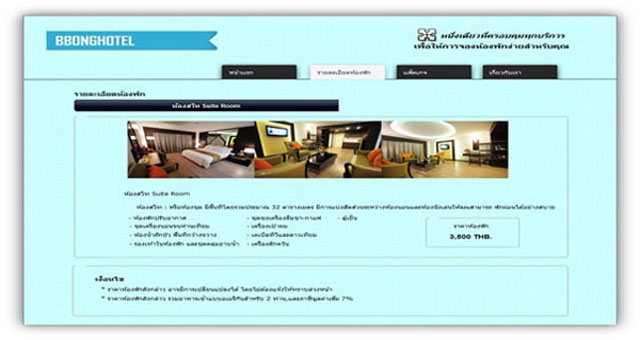 BBONGHOTEL
หนึ่งเดียวที่ครอบคุมทุกบริการ
เพื่อให้การจองห้องพักง่ายสำหรับคุณ
หน้าแรก
รายละเอียดห้องพัก
แพ็คเกจ
เกี่ยวกับเรา
รายละเอียดห้องพัก
ห้องสวีท Suite Room
ห้องสวีท Suite Room
ห้องสวีท : หรือห้องชุด มีพื้นที่โดยรวมประมาณ 32 ตารางเมตร มีการแบ่งสัดส่วนระหว่างห้องนอนและห้องนั่งเล่นให้คุณสามารถ พักผ่อนได้อย่างสบาย
- ห้องพักปรับอากาศ
- ชุดชงเครื่องดื่มชา-กาแฟ
- ตู้เย็น
- ชุดเครื่องนอนขนห่านเทียม
- เครื่องเป่าผม
- ห้องน้ำฝักบัว พื้นที่กว้างขวาง
- เคเบิลทีวีและดาวเทียม
- รองเท้าในห้องพัก และชุดคลุมอาบน้ำ
- เครื่องดักควัน
ราคาห้องพัก
3,500 THB.
เงื่อนไข
* ราคาห้องพักดังกล่าว อาจมีการเปลี่ยนแปลงได้ โดยไม่ต้องแจ้งให้ทราบล่วงหน้า
* ราคาห้องพักดังกล่าว รวมอาหารเช้าแบบอเมริกันสำหรับ 2 ท่าน,และภาษีมูลค่าเพิ่ม 7%